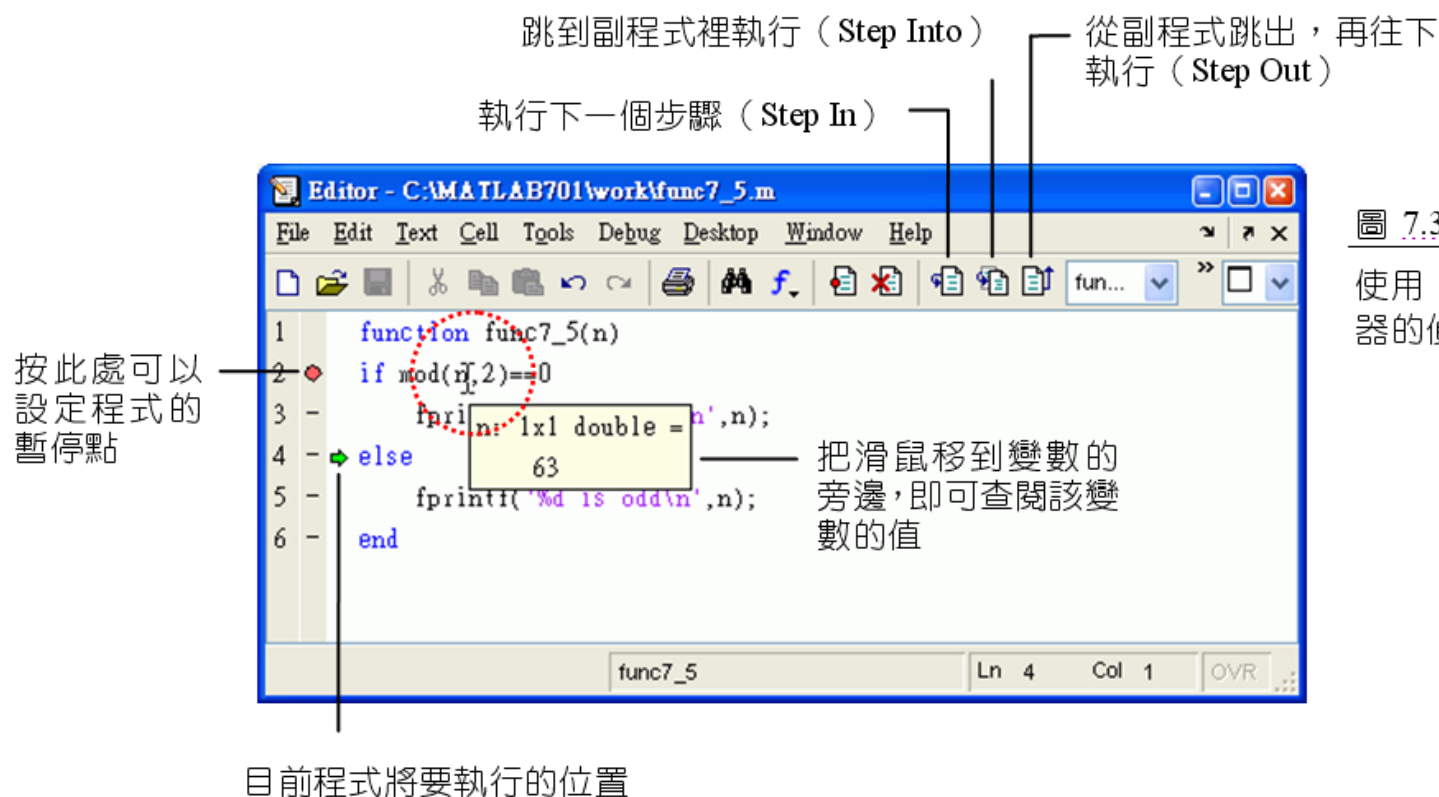 跳到副程式裡執行（Step Into）
從副程式跳出，再往下
執行（Step Out）
執行下一個步驟（Step In）
Editor - C:\MATLAB701\work\func7_5.m
File Edit Text Cell Tools Debug Desktop Window Help
fun...
圖 7.3
使用
1 function func7_5(n)
2 if mod(n,2)==0
3 - fpri n',n);
n: 1x1 double =
63
4 - else
5 - fprintf('%d is odd\n',n);
6 - end
按此處可以
設定程式的
暫停點
把滑鼠移到變數的
旁邊，即可查閱該變
數的值
func7_5 Ln 4 Col 1 OVR
目前程式將要執行的位置
器的